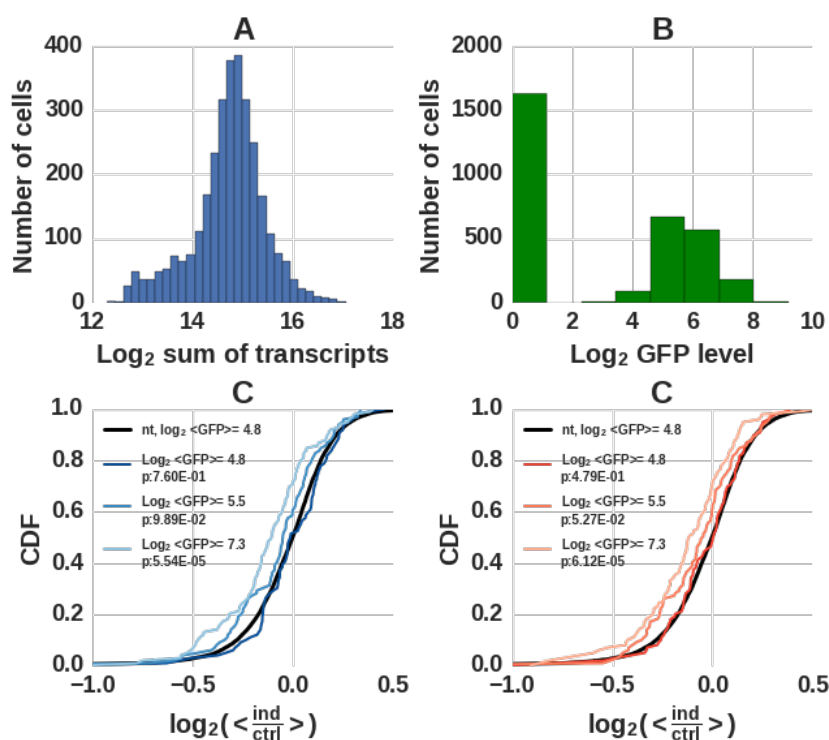 A
Number of cells
400
300
200
100
0
12 14 16 18
Log₂ sum of transcripts
B
Number of cells
2000
1500
1000
500
0
0 2 4 6 8 10
Log₂ GFP level
C
CDF
1.0
0.8
0.6
0.4
0.2
0.0
nt, log₂ <GFP>= 4.8
Log₂ <GFP>= 4.8
p:7.60E-01
Log₂ <GFP>= 5.5
p:9.89E-02
Log₂ <GFP>= 7.3
p:5.54E-05
−1.0 −0.5 0.0 0.5
log₂(< ind/ctrl >)
C
CDF
1.0
0.8
0.6
0.4
0.2
0.0
nt, log₂ <GFP>= 4.8
Log₂ <GFP>= 4.8
p:4.79E-01
Log₂ <GFP>= 5.5
p:5.27E-02
Log₂ <GFP>= 7.3
p:6.12E-05
−1.0 −0.5 0.0 0.5
log₂(< ind/ctrl >)